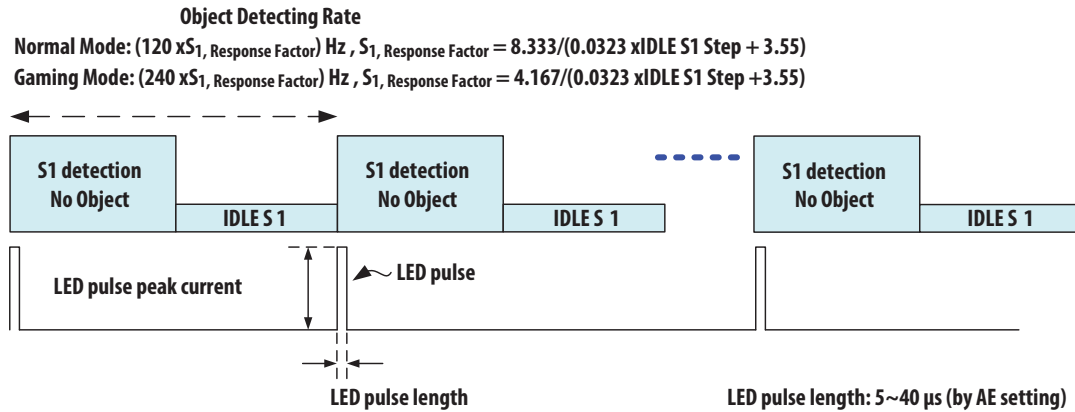 Object Detecting Rate
Normal Mode: (120 xS1, Response Factor) Hz , S1, Response Factor = 8.333/(0.0323 xIDLE S1 Step + 3.55)
Gaming Mode: (240 xS1, Response Factor) Hz , S1, Response Factor = 4.167/(0.0323 xIDLE S1 Step +3.55)
S1 detection
No Object
IDLE S 1
S1 detection
No Object
IDLE S 1
S1 detection
No Object
IDLE S 1
LED pulse peak current
LED pulse
LED pulse length
LED pulse length: 5~40 µs (by AE setting)